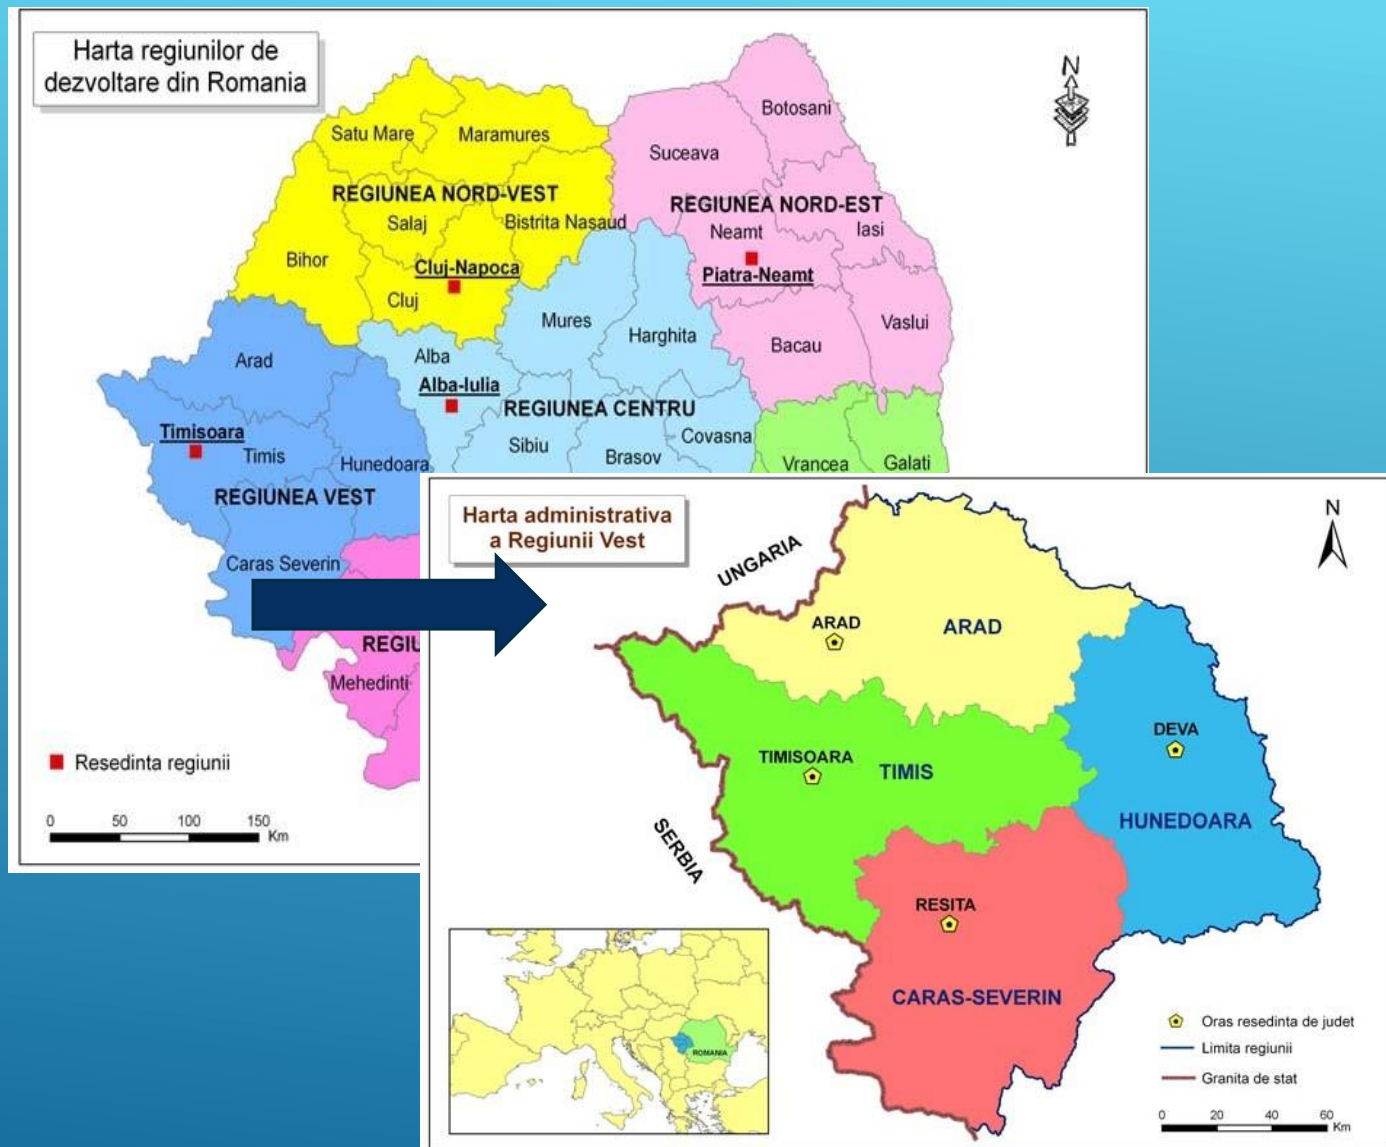 Harta regiunilor de
dezvoltare din Romania
N
Botosani
Satu Mare
Maramures
Suceava
REGIUNEA NORD-VEST
REGIUNEA NORD-EST
Salaj
Bistrita Nasaud
Neamt
Iasi
Bihor
Cluj-Napoca
Piatra-Neamt
Cluj
Mures
Harghita
Vaslui
Bacau
Arad
Alba
Alba-Iulia
REGIUNEA CENTRU
Covasna
Timisoara
Timis
Hunedoara
Sibiu
Brasov
Vrancea
Galati
REGIUNEA VEST
Caras Severin
REGIU
Mehedinti
Resedinta regiunii
0 50 100 150
Km
Harta administrativa
a Regiunii Vest
N
UNGARIA
ARAD
ARAD
DEVA
TIMISOARA
TIMIS
HUNEDOARA
SERBIA
RESITA
CARAS-SEVERIN
ROMANIA
Oras resedinta de judet
Limita regiunii
Granita de stat
0 20 40 60
Km